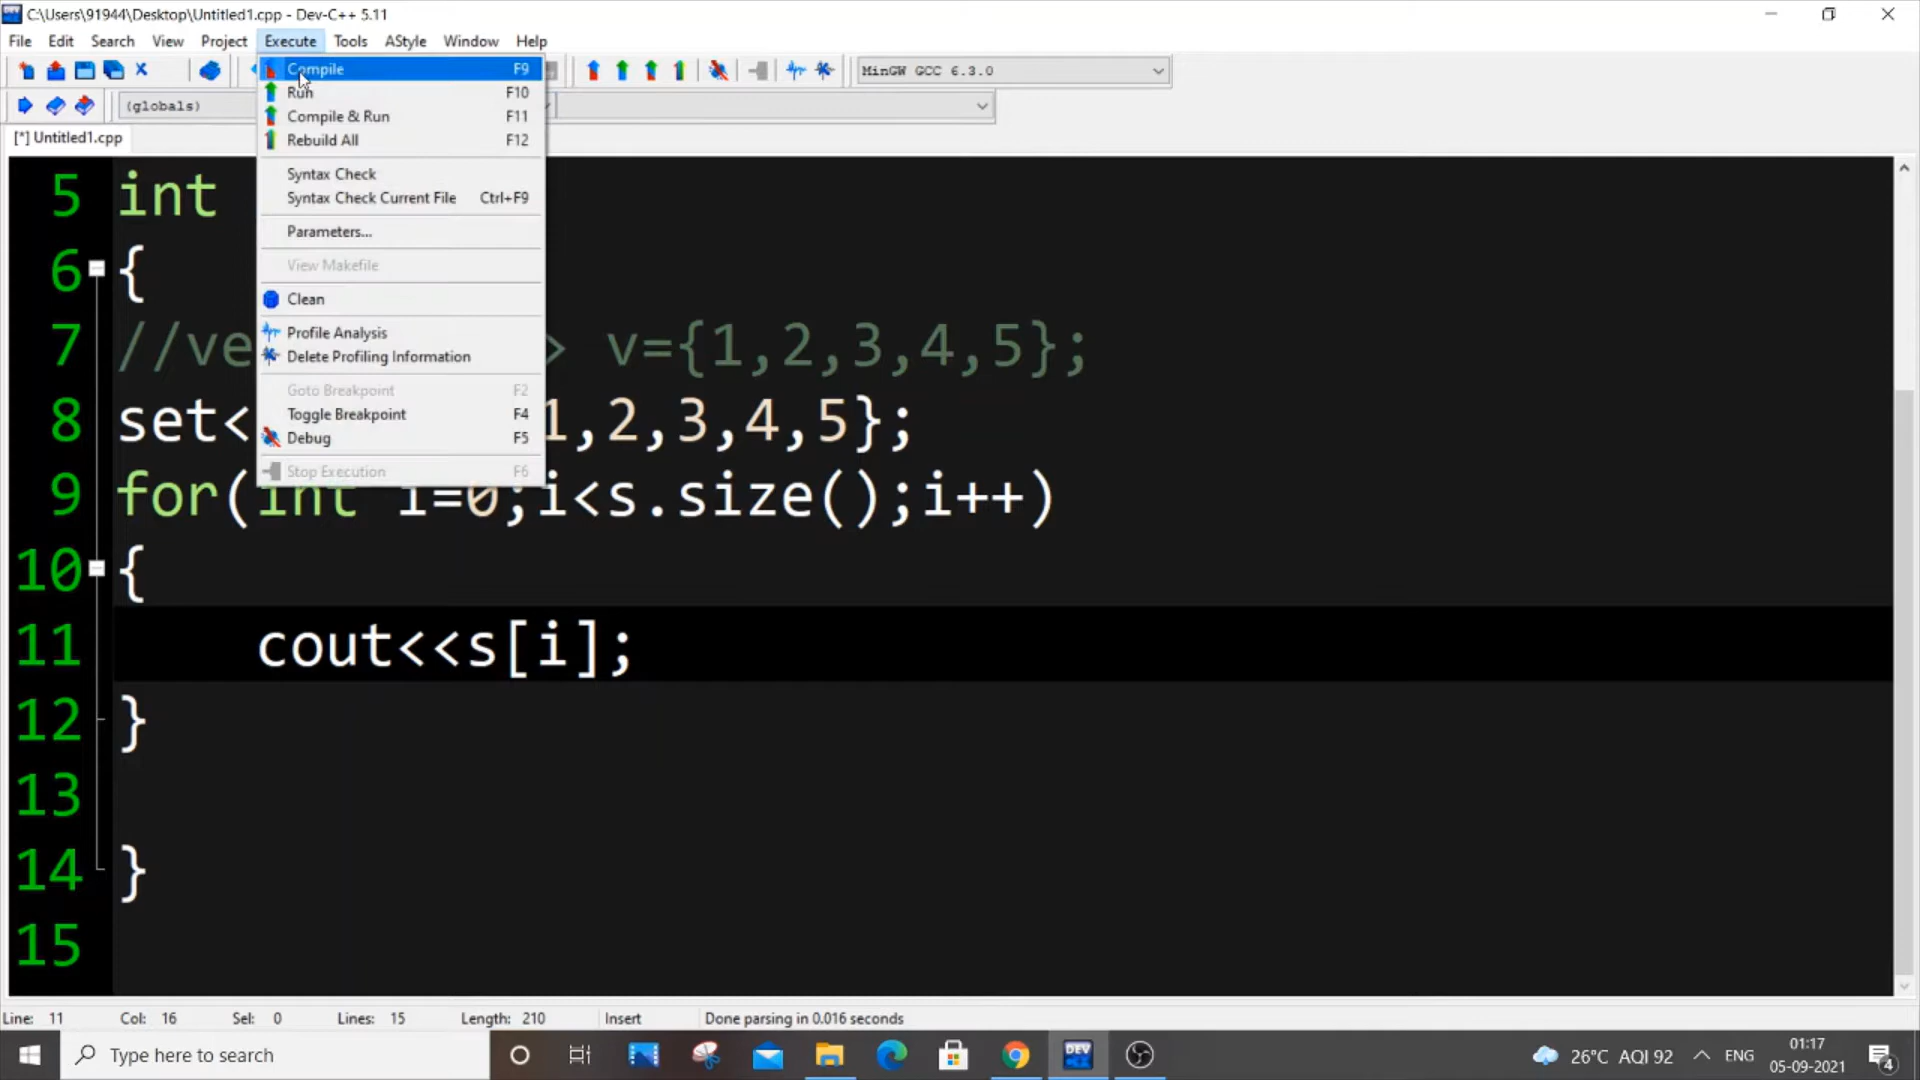 C:\Users\91944\Desktop\Untitled1.cpp - Dev-C++ 5.11
File Edit Search View Project Execute Tools AStyle Window Help
MinGW GCC 6.3.0
(globals)
[*] Untitled1.cpp
Compile F9
Run F10
Compile & Run F11
Rebuild All F12
Syntax Check
Syntax Check Current File Ctrl+F9
Parameters...
View Makefile
Clean
Profile Analysis
Delete Profiling Information
Goto Breakpoint F2
Toggle Breakpoint F4
Debug F5
Stop Execution F6
5 int
6 {
7 //ve > v={1,2,3,4,5};
8 set< 1,2,3,4,5};
9 for(int i=0;i<s.size();i++)
10 {
11 cout<<s[i];
12 }
13
14 }
15
Line: 11 Col: 16 Sel: 0 Lines: 15 Length: 210 Insert Done parsing in 0.016 seconds
Type here to search
DEV
26°C AQI 92 ENG
01:17
05-09-2021
4